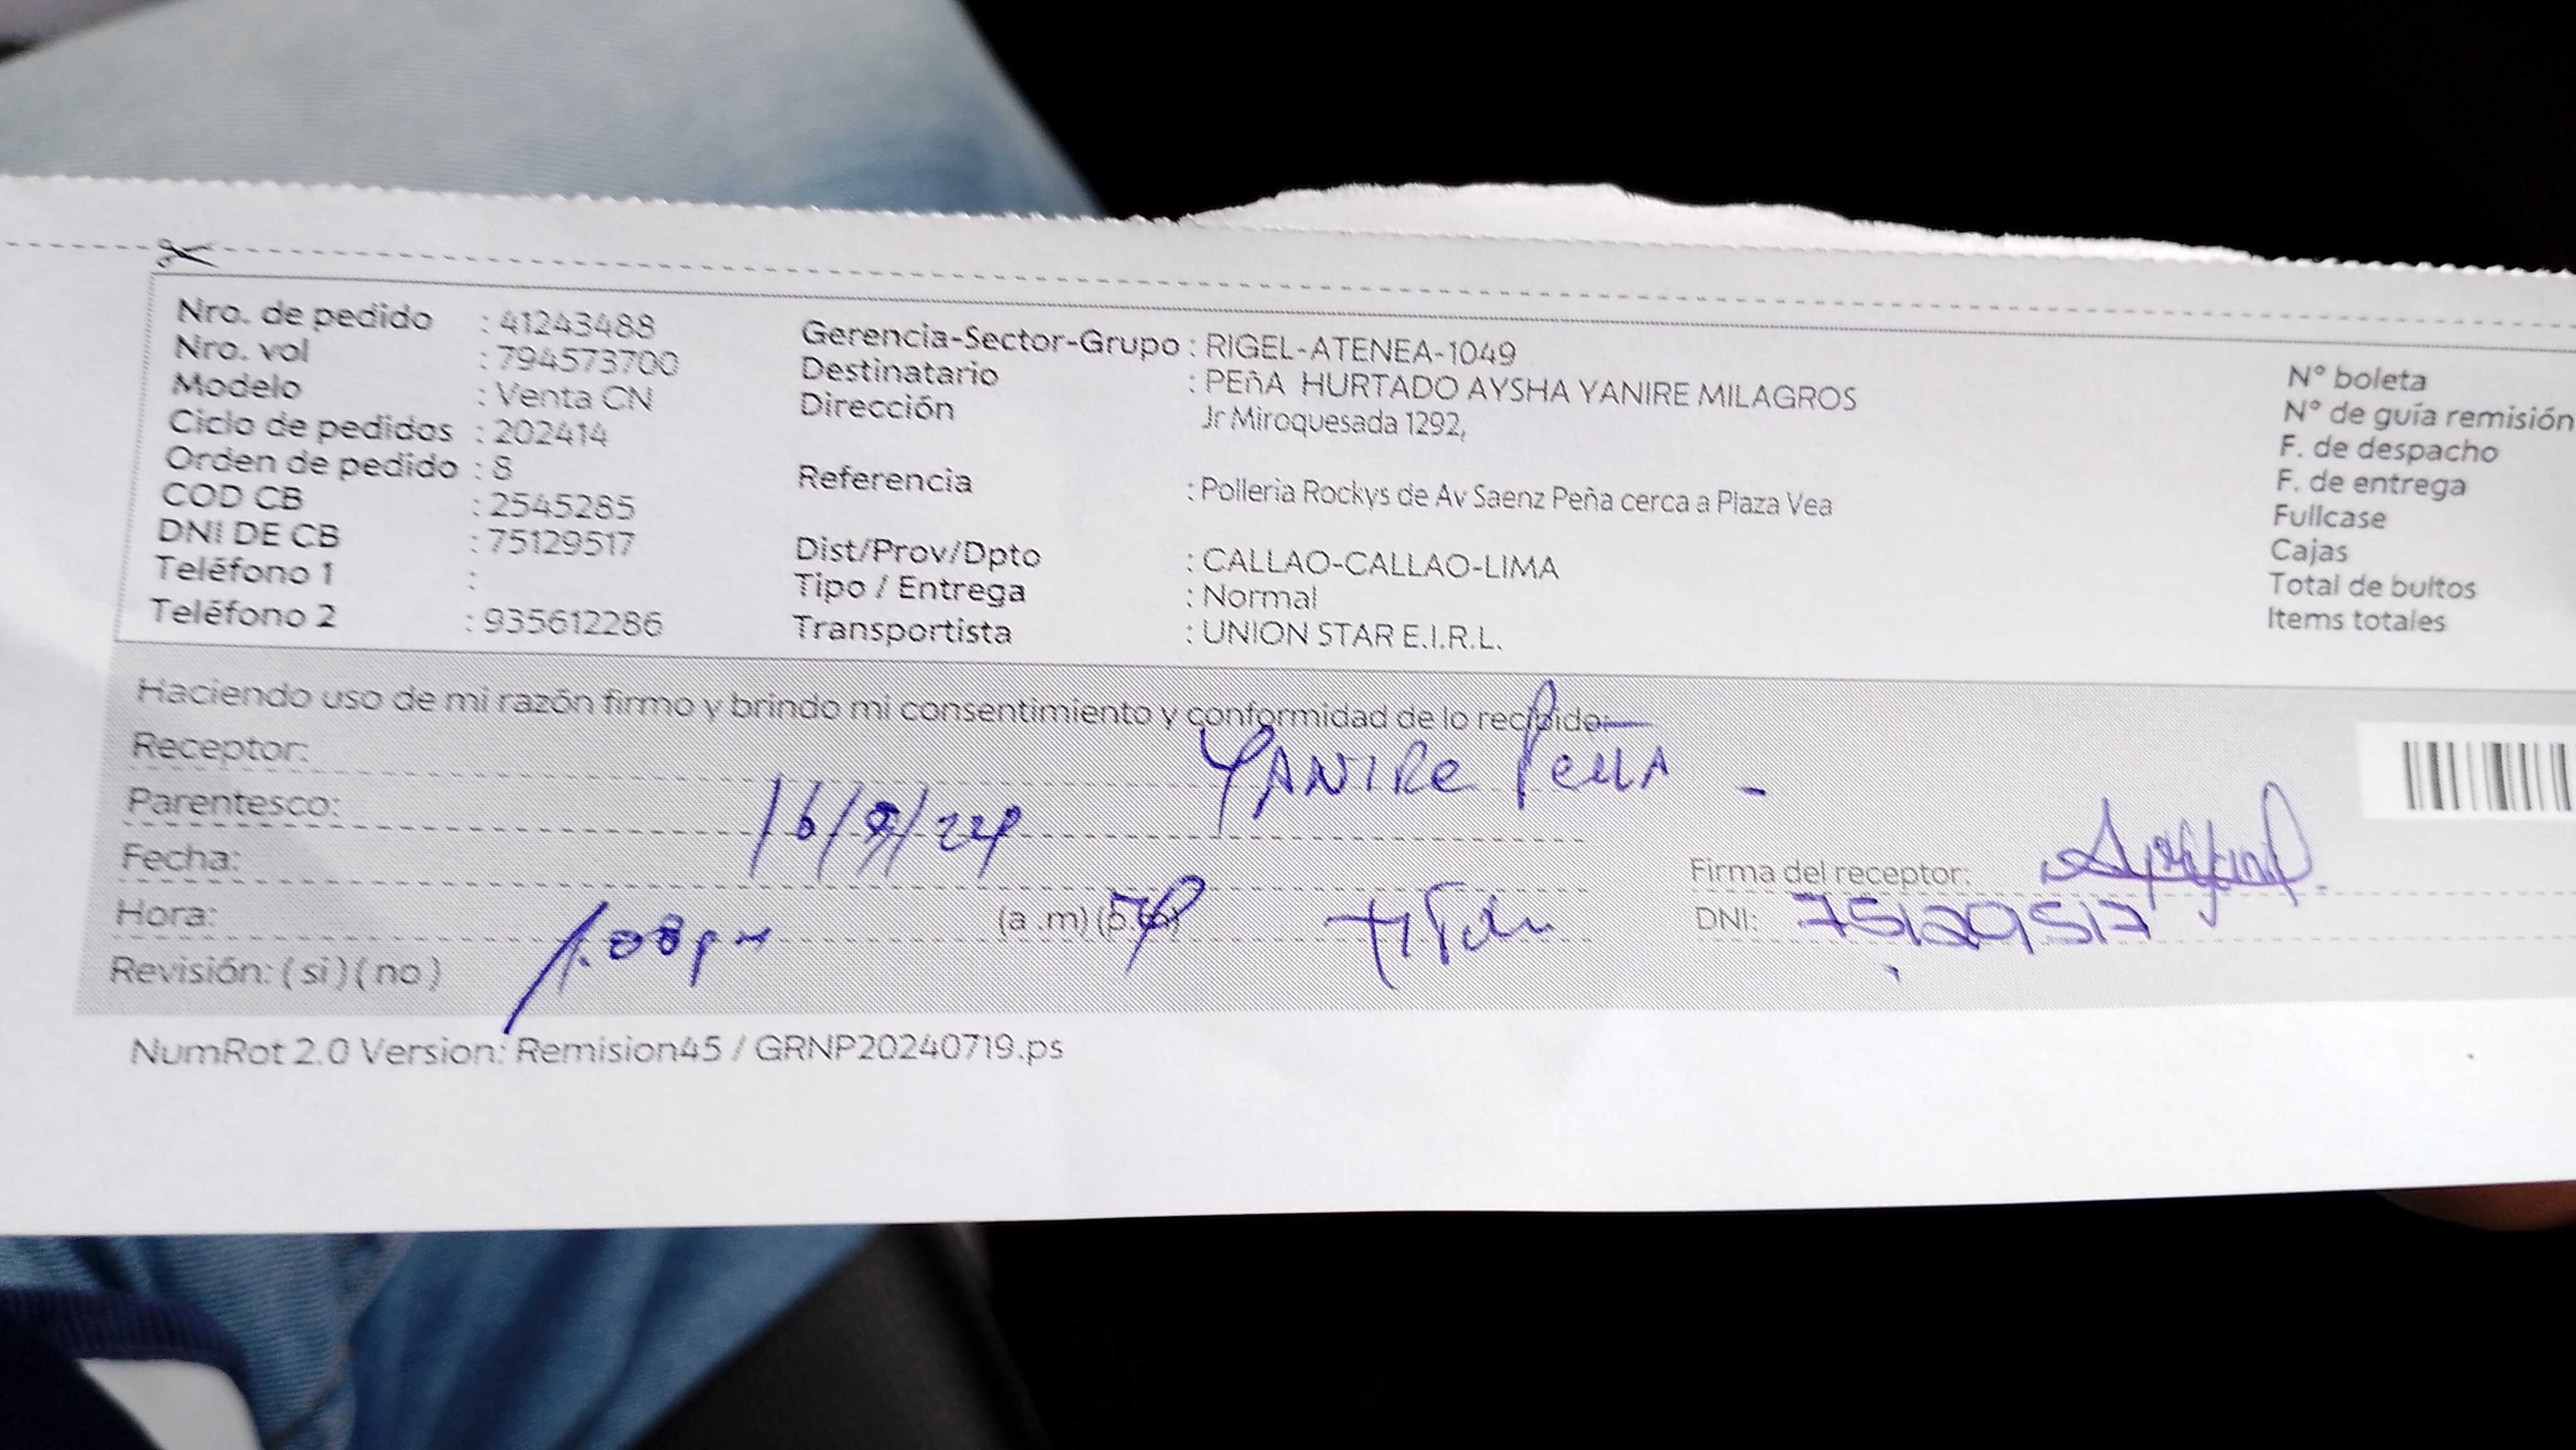 Nro. de pedido : 41243488
Nro. vol : 794573700
Modelo : Venta CN
Ciclo de pedidos : 202414
Orden de pedido : 8
COD CB : 2545285
DNI DE CB : 75129517
Teléfono 1 :
Teléfono 2 : 935612286
Gerencia-Sector-Grupo : RIGEL-ATENEA-1049
Destinatario : PEñA HURTADO AYSHA YANIRE MILAGROS
Dirección Jr Miroquesada 1292,
Referencia : Polleria Rockys de Av Saenz Peña cerca a Plaza Vea
Dist/Prov/Dpto : CALLAO-CALLAO-LIMA
Tipo / Entrega : Normal
Transportista : UNION STAR E.I.R.L.
N° boleta
N° de guía remisión
F. de despacho
F. de entrega
Fullcase
Cajas
Total de bultos
Items totales
Haciendo uso de mi razón firmo y brindo mi consentimiento y conformidad de lo recibido:
Receptor: YANIRE Peña
Parentesco:
Fecha: 16/9/24
Hora: 1:08pm (a .m) (p.m)
Revisión: ( si ) ( no )
Firma del receptor:
DNI: 75129517
NumRot 2.0 Version: Remision45 / GRNP20240719.ps